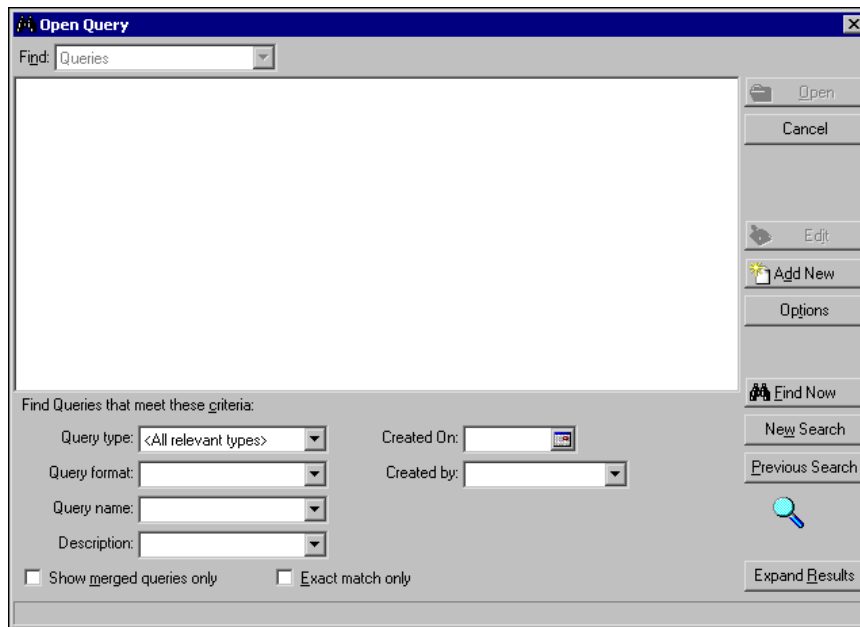 Open Query
Find: Queries
Open
Cancel
Edit
Add New
Options
Find Now
New Search
Previous Search
Expand Results
Find Queries that meet these criteria:
Query type: <All relevant types>
Created On:
Query format:
Created by:
Query name:
Description:
Show merged queries only
Exact match only